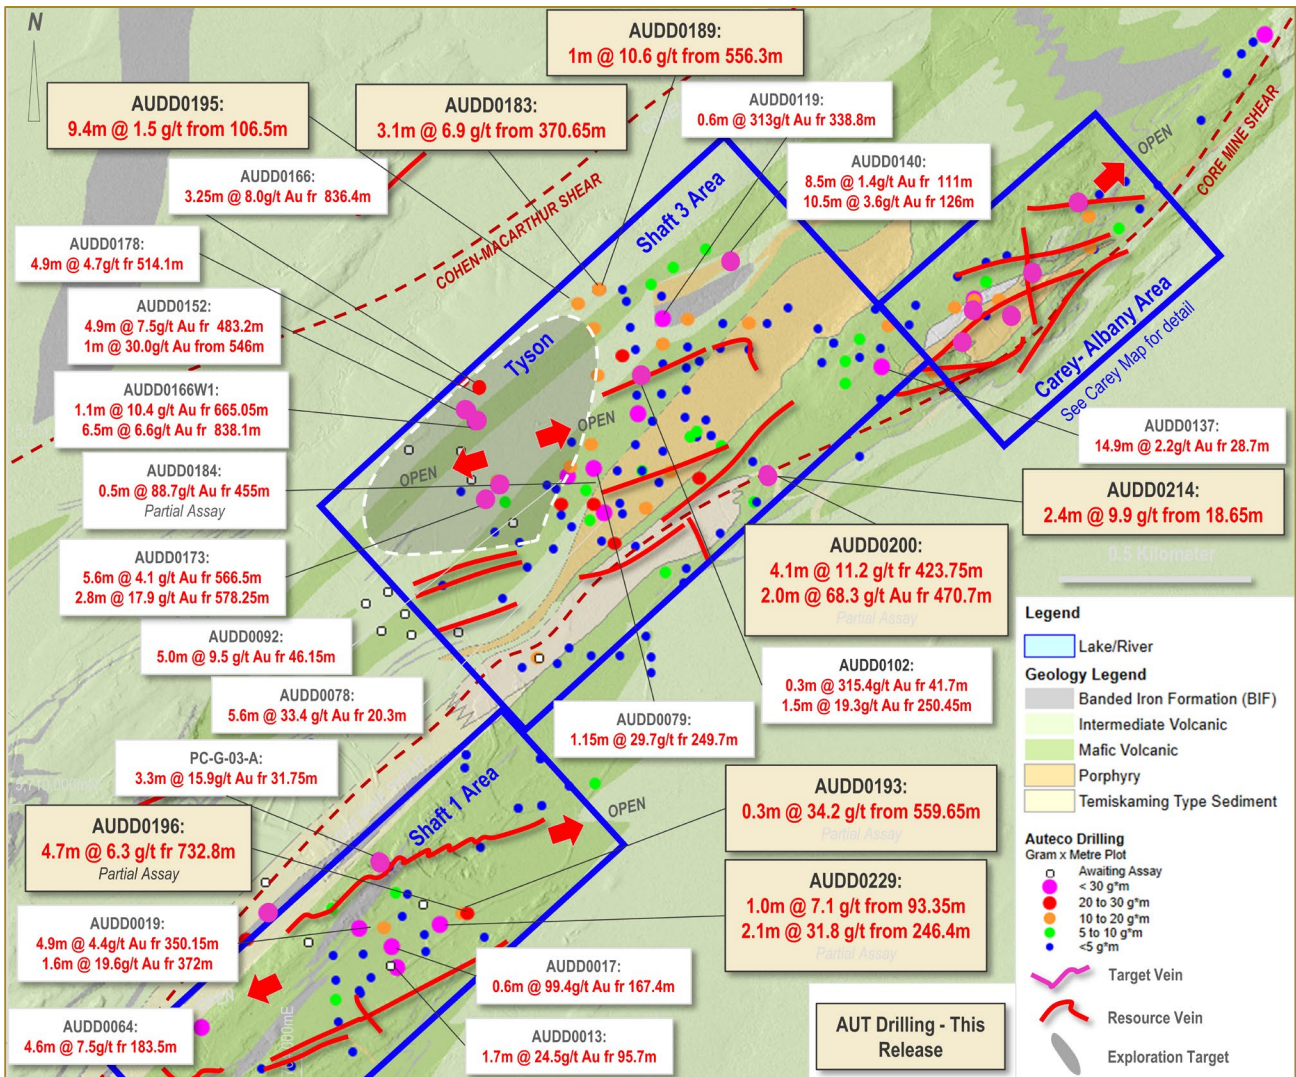 N
AUDD0189:
1m @ 10.6 g/t from 556.3m
AUDD0195:
9.4m @ 1.5 g/t from 106.5m
AUDD0183:
3.1m @ 6.9 g/t from 370.65m
AUDD0119:
0.6m @ 313g/t Au fr 338.8m
AUDD0140:
8.5m @ 1.4g/t Au fr 111m
10.5m @ 3.6g/t Au fr 126m
OPEN
CORE MINE SHEAR
AUDD0166:
3.25m @ 8.0g/t Au fr 836.4m
COHEN-MACARTHUR SHEAR
Shaft 3 Area
AUDD0178:
4.9m @ 4.7g/t fr 514.1m
AUDD0152:
4.9m @ 7.5g/t Au fr 483.2m
1m @ 30.0g/t Au from 546m
Tyson
Carey- Albany Area
See Carey Map for detail
AUDD0166W1:
1.1m @ 10.4 g/t Au fr 665.05m
6.5m @ 6.6g/t Au fr 838.1m
OPEN
OPEN
AUDD0137:
14.9m @ 2.2g/t Au fr 28.7m
AUDD0184:
0.5m @ 88.7g/t Au fr 455m
Partial Assay
AUDD0214:
2.4m @ 9.9 g/t from 18.65m
AUDD0173:
5.6m @ 4.1 g/t Au fr 566.5m
2.8m @ 17.9 g/t Au fr 578.25m
AUDD0200:
4.1m @ 11.2 g/t fr 423.75m
2.0m @ 68.3 g/t Au fr 470.7m
Partial Assay
0.5 Kilometer
AUDD0092:
5.0m @ 9.5 g/t Au fr 46.15m
AUDD0102:
0.3m @ 315.4g/t Au fr 41.7m
1.5m @ 19.3g/t Au fr 250.45m
AUDD0078:
5.6m @ 33.4 g/t Au fr 20.3m
AUDD0079:
1.15m @ 29.7g/t fr 249.7m
PC-G-03-A:
3.3m @ 15.9g/t Au fr 31.75m
Shaft 1 Area
OPEN
AUDD0193:
0.3m @ 34.2 g/t from 559.65m
Partial Assay
AUDD0196:
4.7m @ 6.3 g/t fr 732.8m
Partial Assay
AUDD0229:
1.0m @ 7.1 g/t from 93.35m
2.1m @ 31.8 g/t from 246.4m
Partial Assay
AUDD0019:
4.9m @ 4.4g/t Au fr 350.15m
1.6m @ 19.6g/t Au fr 372m
AUDD0017:
0.6m @ 99.4g/t Au fr 167.4m
AUDD0064:
4.6m @ 7.5g/t fr 183.5m
AUDD0013:
1.7m @ 24.5g/t Au fr 95.7m
AUT Drilling - This
Release
Legend
Lake/River
Geology Legend
Banded Iron Formation (BIF)
Intermediate Volcanic
Mafic Volcanic
Porphyry
Temiskaming Type Sediment
Auteco Drilling
Gram x Metre Plot
Awaiting Assay
< 30 g*m
20 to 30 g*m
10 to 20 g*m
5 to 10 g*m
<5 g*m
Target Vein
Resource Vein
Exploration Target